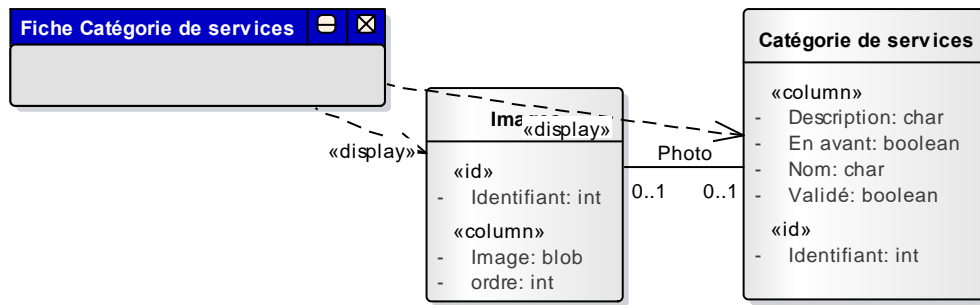 Fiche Catégorie de services
Catégorie de services
«column»
- Description: char
- En avant: boolean
- Nom: char
- Validé: boolean
«id»
- Identifiant: int
«display»
«display»
«id»
- Identifiant: int
«column»
- Image: blob
- ordre: int
Photo
0..1 0..1